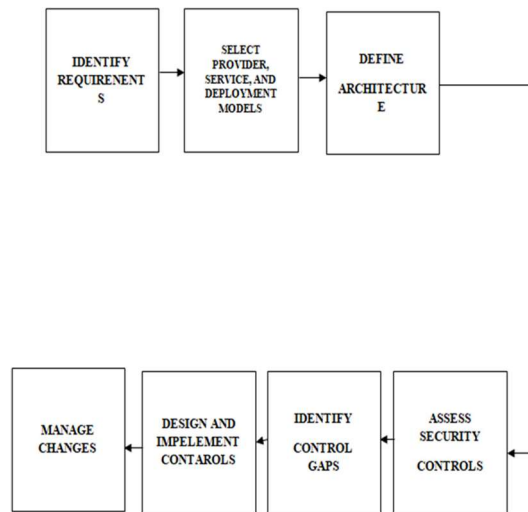 IDENTIFY
REQUIRENENT
S
SELECT
PROVIDER,
SERVICE, AND
DEPLOYMENT
MODELS
DEFINE
ARCHITECTUR
E
MANAGE
CHANGES
DESIGN AND
IMPELEMENT
CONTAROLS
IDENTIFY
CONTROL
GAPS
ASSESS
SECURITY
CONTROLS